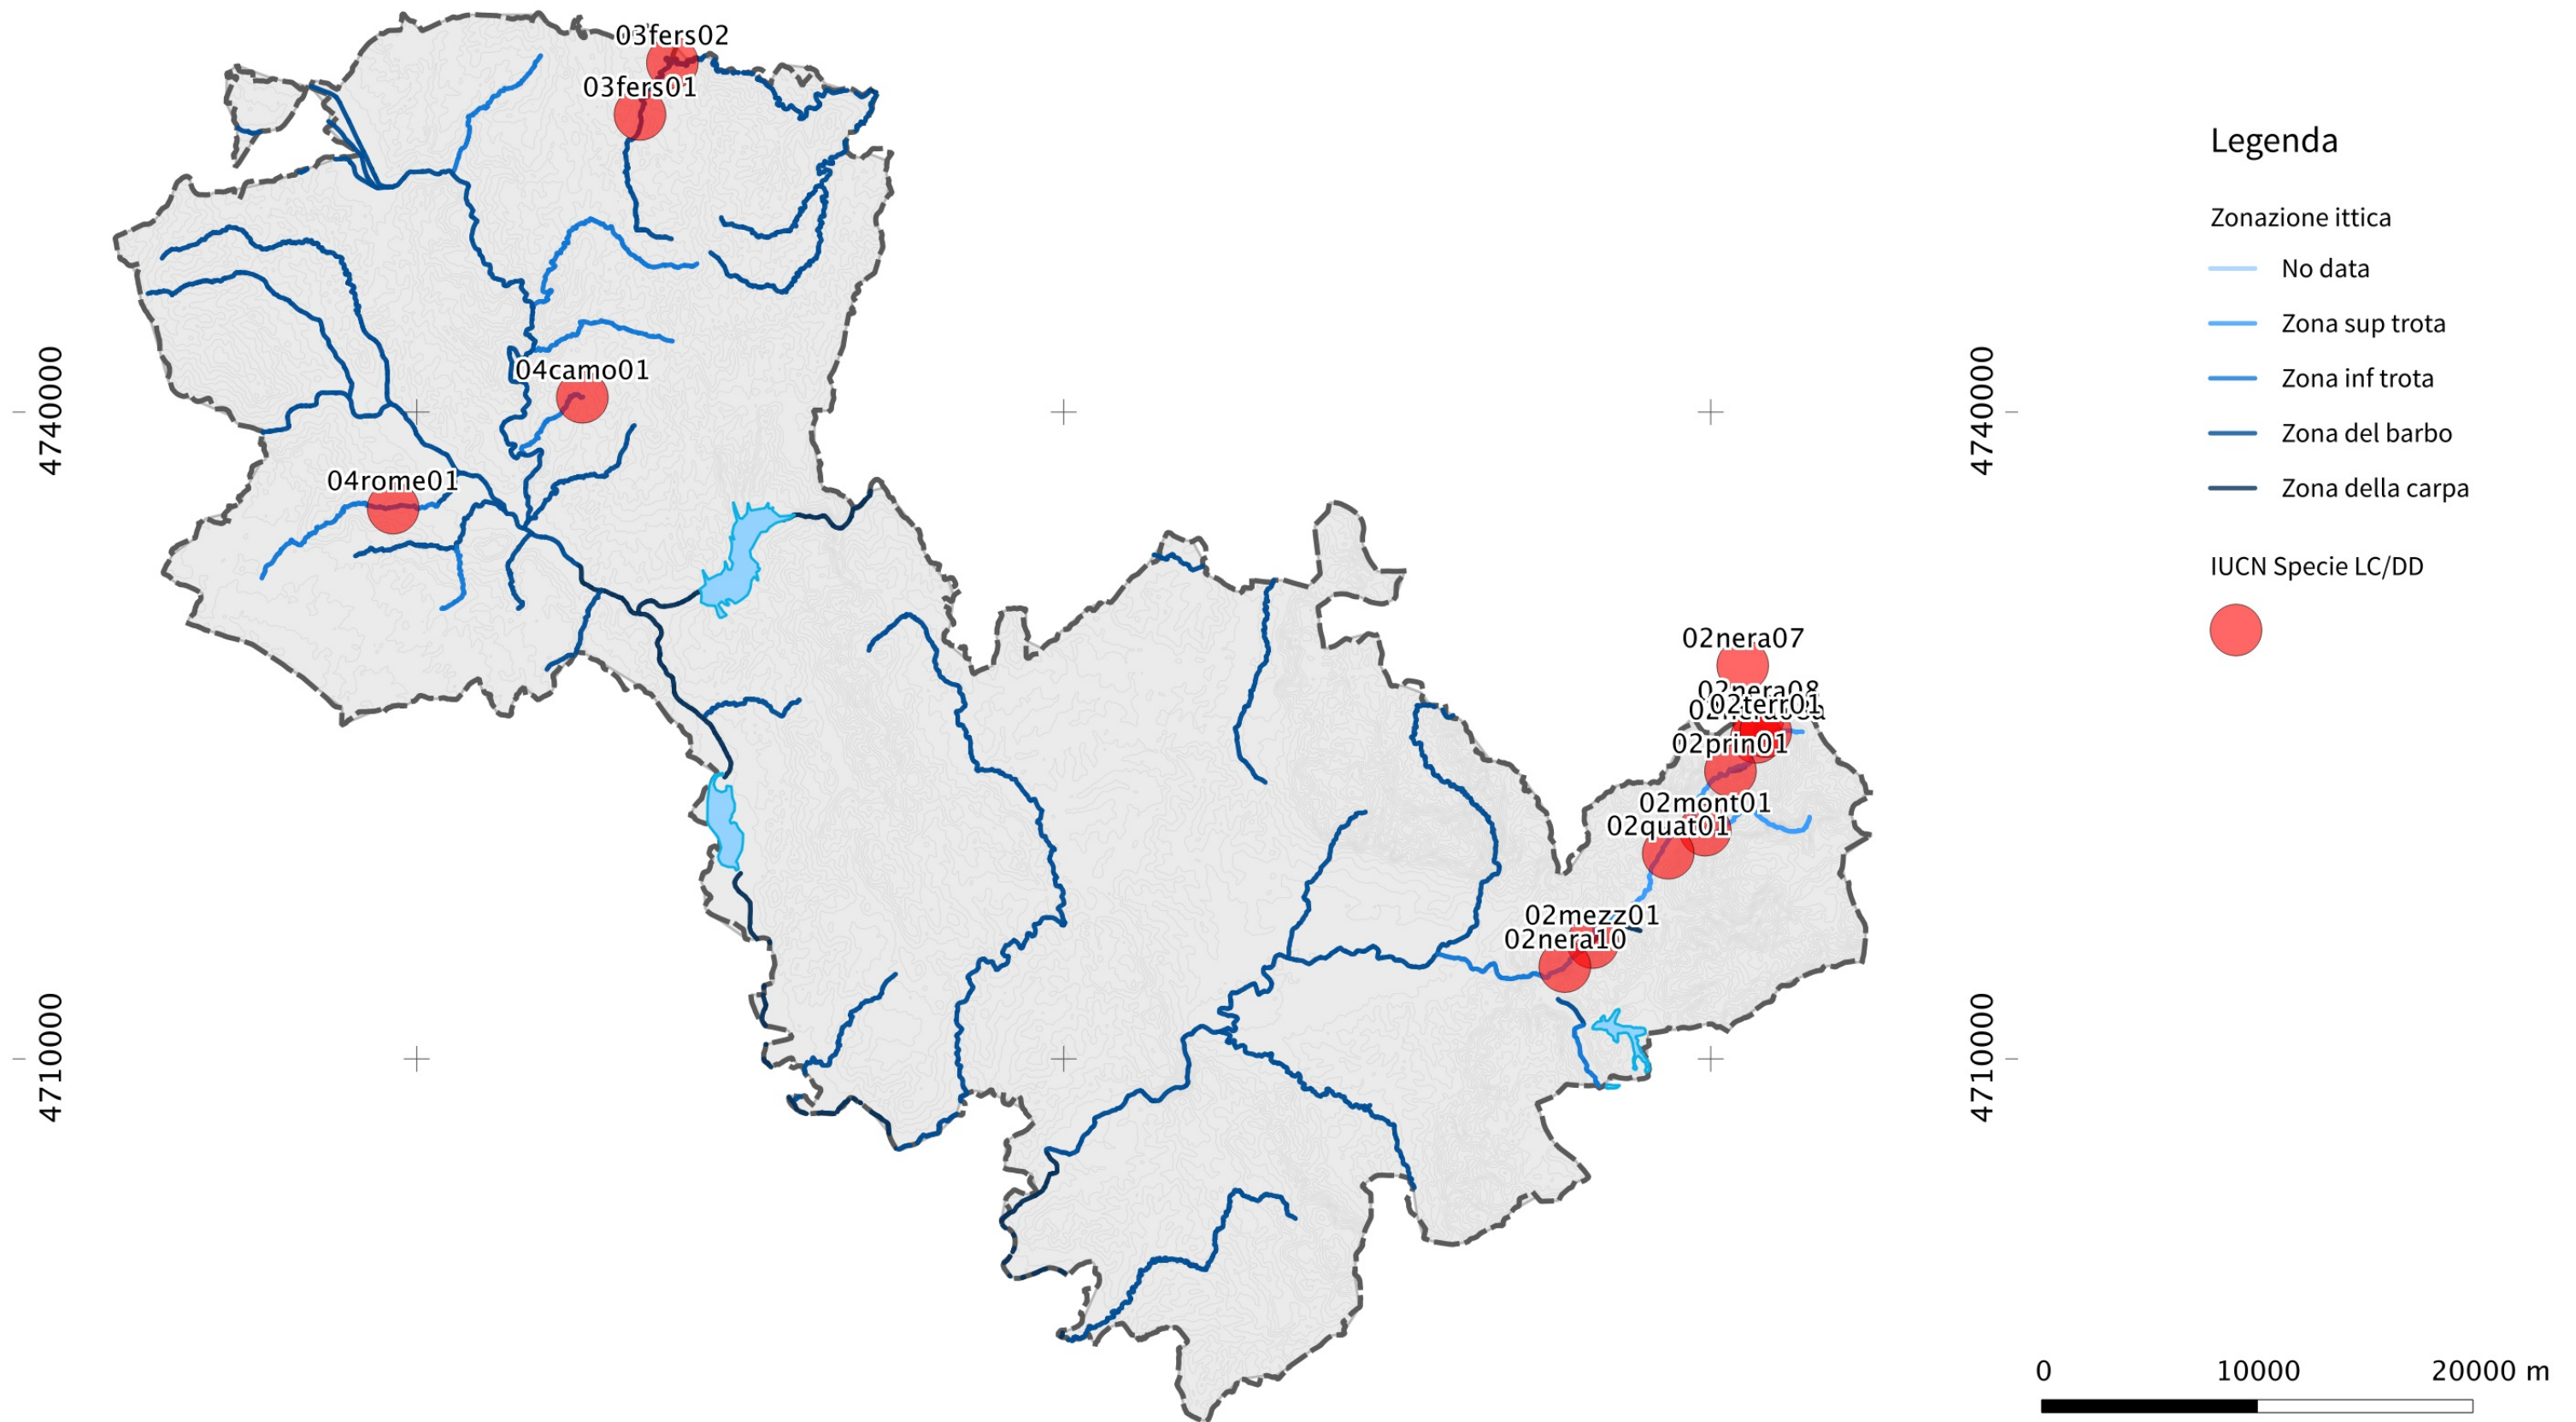 03fers02
03fers01
04camo01
04rome01
02nera07
02nera08
02terr01
02prin01
02mont01
02quat01
02mezz01
02nera10
4740000
4740000
4710000
4710000
Legenda
Zonazione ittica
No data
Zona sup trota
Zona inf trota
Zona del barbo
Zona della carpa
IUCN Specie LC/DD
0 10000 20000 m